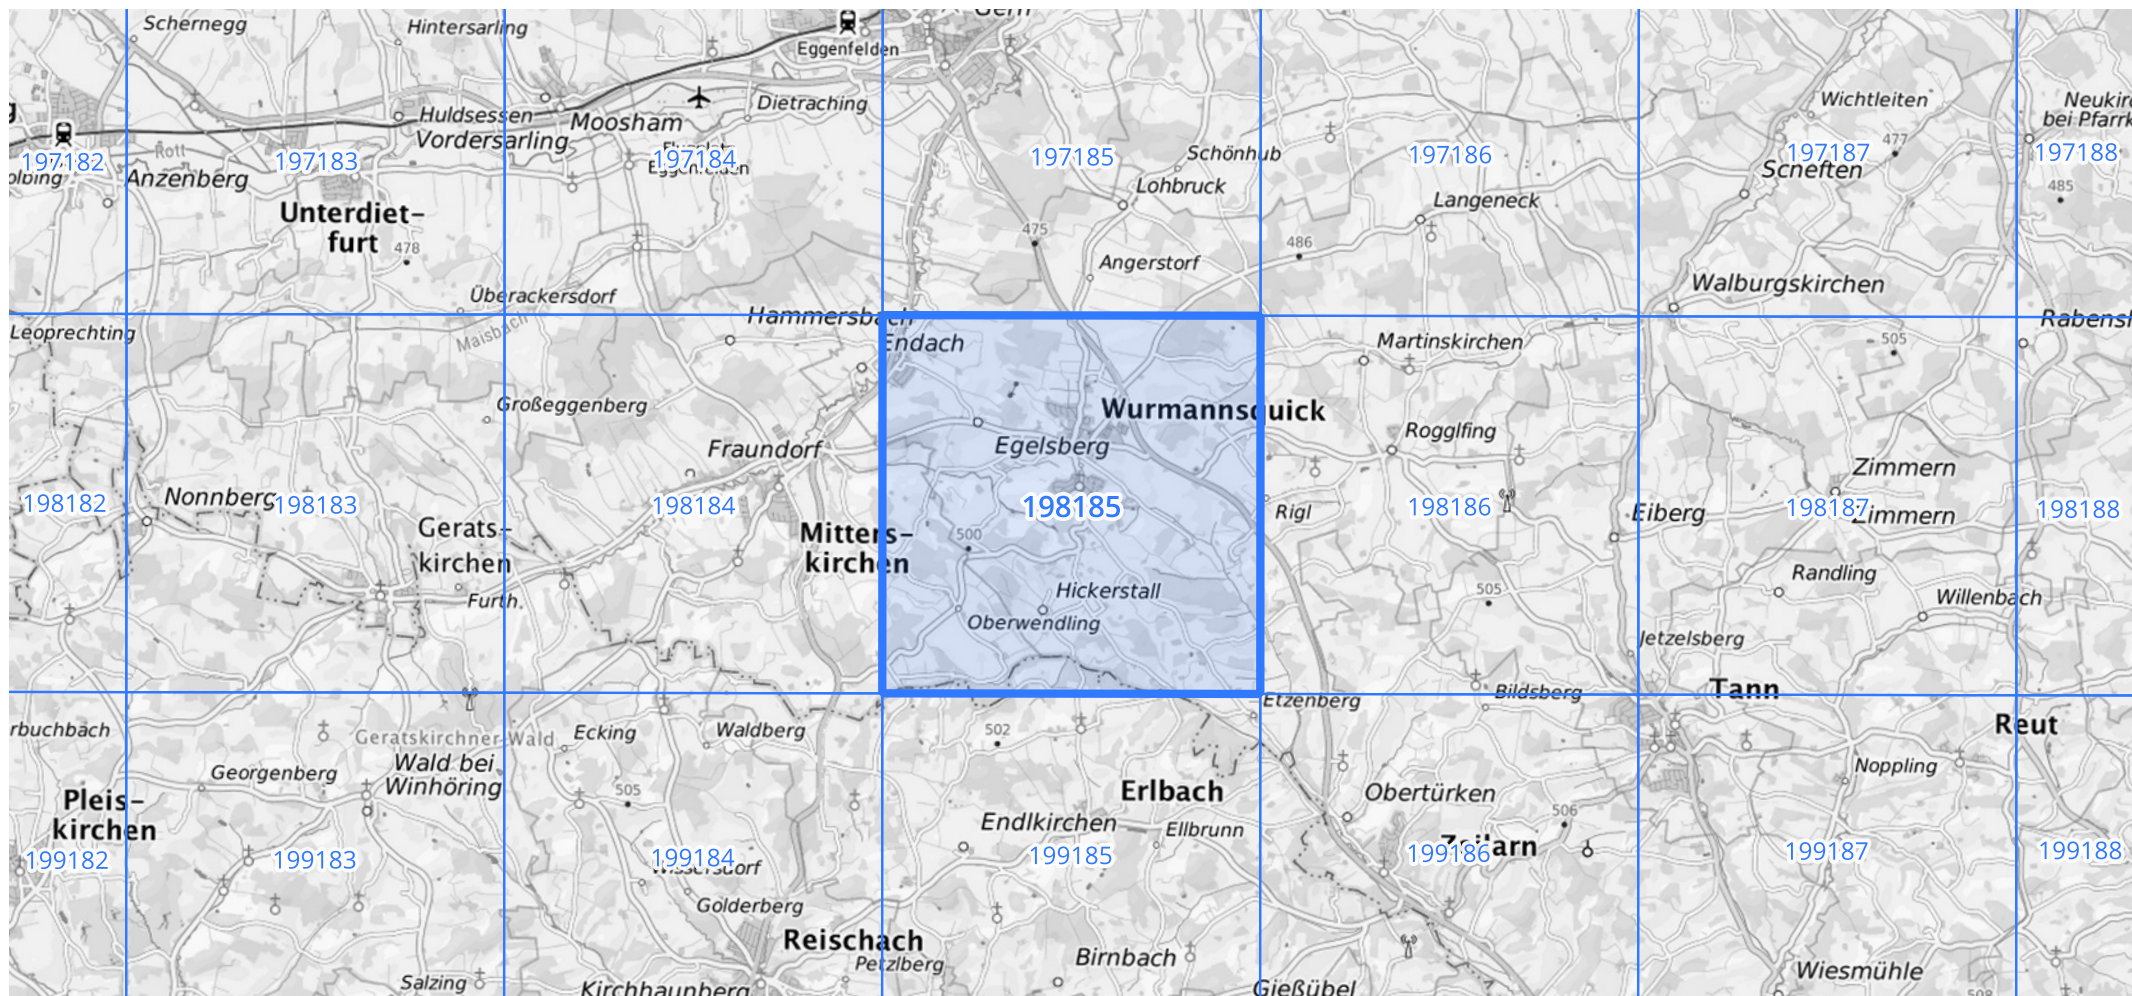 Schernegg
Hintersarling
Eggenfelden
Huldsessen
Vordersarling
Moosham
Dietraching
Wichtleiten
477
Schönhub
Rott
197182
197183
197184
197185
197186
197187
197188
Anzenberg
Eggenfelden
Lohbruck
Scheften
485
Unterdiet-
furt
478
475
486
Langeneck
Angerstorf
Überackersdorf
Walburgskirchen
Maisbach
Hammersbach
Leoprechting
Endach
Martinskirchen
505
Großeggenberg
Wurmannsquick
Fraundorf
Egelsberg
Rogglfing
Zimmern
Nonnberg
198182
198183
198184
198185
198186
198187
198188
Rigl
Eiberg
Zimmern
Gerats-
kirchen
Mitters-
kirchen
500
Furth
Hickerstall
505
Randling
Willenbach
Oberwendling
Jetzelsberg
Etzenberg
Bildsberg
Tann
rbuchbach
Geratskirchner Wald
Ecking
Waldberg
502
Reut
Georgenberg
Wald bei
Winhöring
Noppling
Pleis-
kirchen
505
Erlbach
Obertürken
506
Endlkirchen
Ellbrunn
199182
199183
199184
199185
199186
199187
199188
Golderberg
Reischach
Petzlberg
Birnbach
Wiesmühle
Salzing
Kirchhaunberg
Gießübel